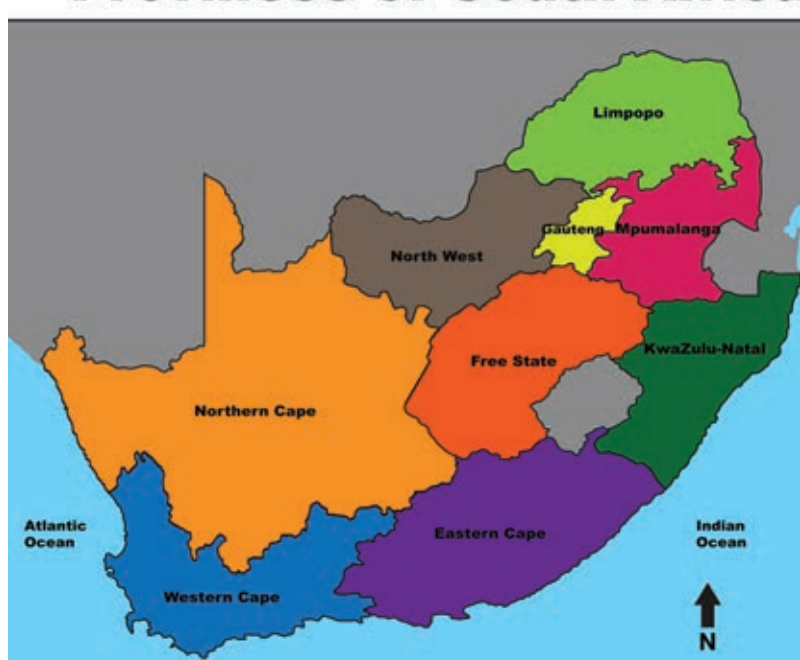 Limpopo
Gauteng
Mpumalanga
North West
KwaZulu-Natal
Free State
Northern Cape
Atlantic
Ocean
Eastern Cape
Indian
Ocean
Western Cape
N